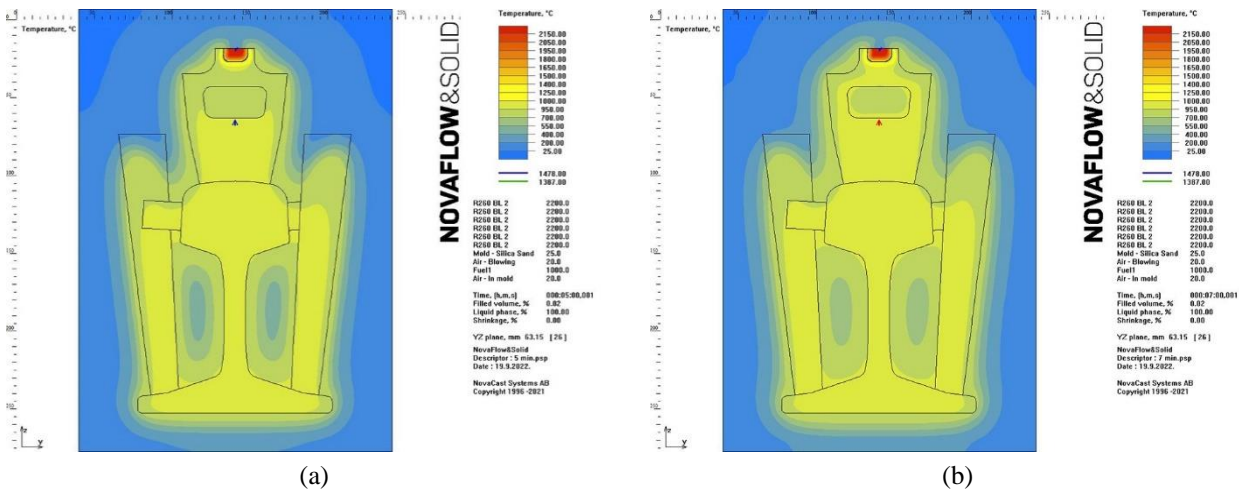 Temperature, °C
Temperature, °C
2150.00
2050.00
1950.00
1800.00
1650.00
1500.00
1400.00
1250.00
1000.00
950.00
700.00
550.00
400.00
200.00
25.00
1470.00
1387.00
NOVAFLOW&SOLID
R260 BL 2 2200.0
R260 BL 2 2200.0
R260 BL 2 2200.0
R260 BL 2 2200.0
R260 BL 2 2200.0
R260 BL 2 2200.0
Mold - Silica Sand 25.0
Air - Blowing 20.0
Fuel1 1000.0
Air - In mold 20.0
Time, (h,m,s) 000:05:00,001
Filled volume, % 0.02
Liquid phase, % 100.00
Shrinkage, % 0.00
YZ plane, mm 63.15 [26]
NovaFlow&Solid
Descriptor : 5 min.psp
Date : 19.9.2022.
NovaCast Systems AB
Copyright 1996-2021
Z
Y
(a)
Temperature, °C
Temperature, °C
2150.00
2050.00
1950.00
1800.00
1650.00
1500.00
1400.00
1250.00
1000.00
950.00
700.00
550.00
400.00
200.00
25.00
1470.00
1387.00
NOVAFLOW&SOLID
R260 BL 2 2200.0
R260 BL 2 2200.0
R260 BL 2 2200.0
R260 BL 2 2200.0
R260 BL 2 2200.0
R260 BL 2 2200.0
Mold - Silica Sand 25.0
Air - Blowing 20.0
Fuel1 1000.0
Air - In mold 20.0
Time, (h,m,s) 000:07:00,001
Filled volume, % 0.02
Liquid phase, % 100.00
Shrinkage, % 0.00
YZ plane, mm 63.15 [26]
NovaFlow&Solid
Descriptor : 7 min.psp
Date : 19.9.2022.
NovaCast Systems AB
Copyright 1996-2021
Z
Y
(b)